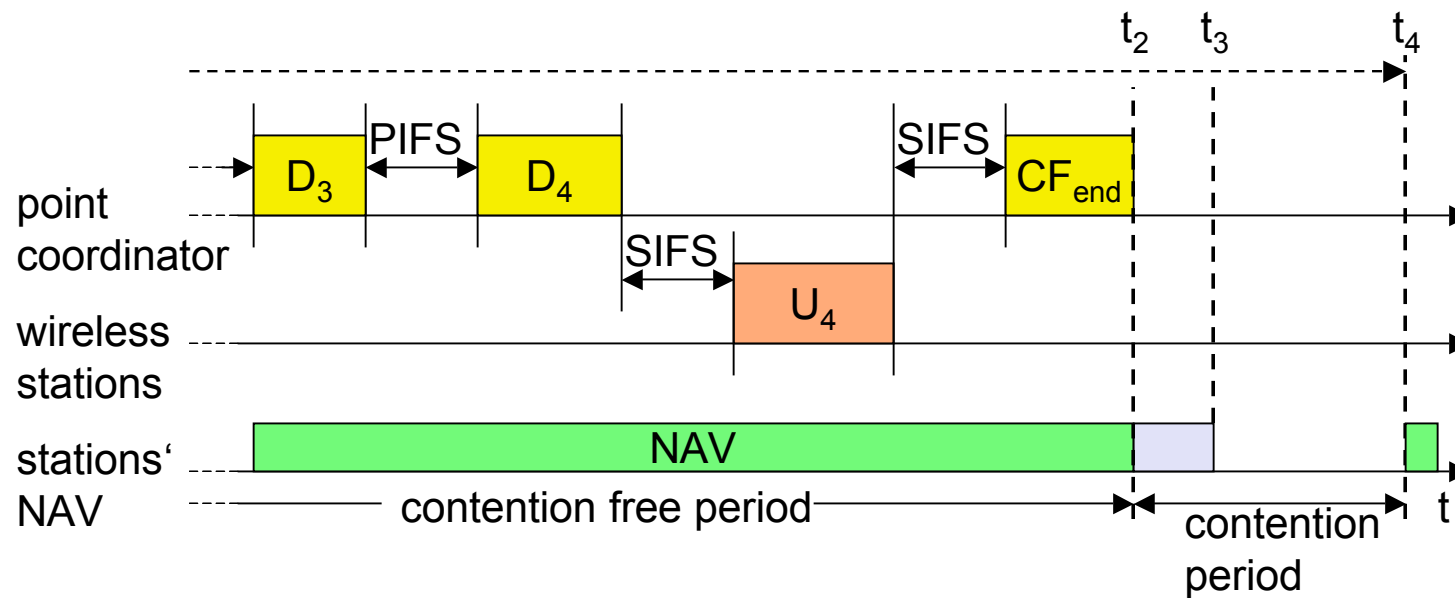 t2 t3 t4
PIFS SIFS
D3 D4 CFend
point
coordinator
SIFS
U4
wireless
stations
stations‘ NAV
NAV contention free period t
contention
period